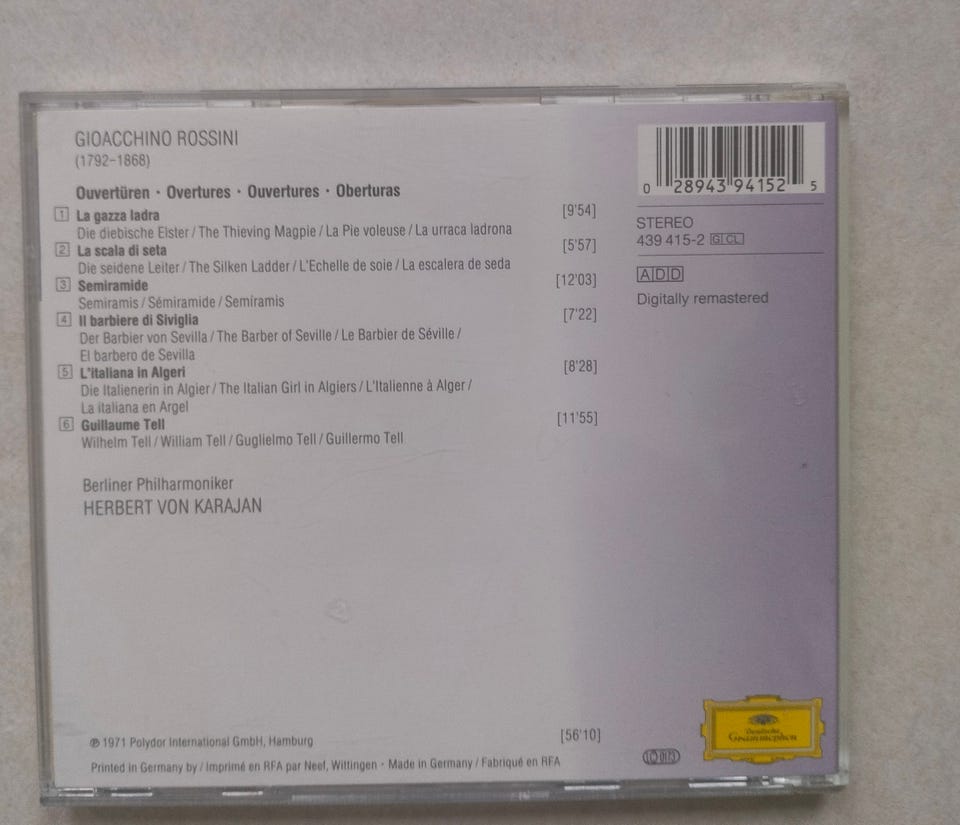 GIOACCHINO ROSSINI
(1792–1868)
Ouvertüren · Overtures · Ouvertures · Oberturas
1 La gazza ladra [9'54]
Die diebische Elster / The Thieving Magpie / La Pie voleuse / La urraca ladrona
2 La scala di seta [5'57]
Die seidene Leiter / The Silken Ladder / L'Echelle de soie / La escalera de seda
3 Semiramide [12'03]
Semiramis / Sémiramide / Semíramis
4 Il barbiere di Siviglia [7'22]
Der Barbier von Sevilla / The Barber of Seville / Le Barbier de Séville /
El barbero de Sevilla
5 L'italiana in Algeri [8'28]
Die Italienerin in Algier / The Italian Girl in Algiers / L'Italienne à Alger /
La italiana en Argel
6 Guillaume Tell [11'55]
Wilhelm Tell / William Tell / Guglielmo Tell / Guillermo Tell
Berliner Philharmoniker
HERBERT VON KARAJAN
0 28943 94152 5
STEREO
439 415-2 GCL
ADD
Digitally remastered
℗ 1971 Polydor International GmbH, Hamburg [56'10]
Printed in Germany by / Imprimé en RFA par Neef, Wittingen · Made in Germany / Fabriqué en RFA
Deutsche
Grammophon